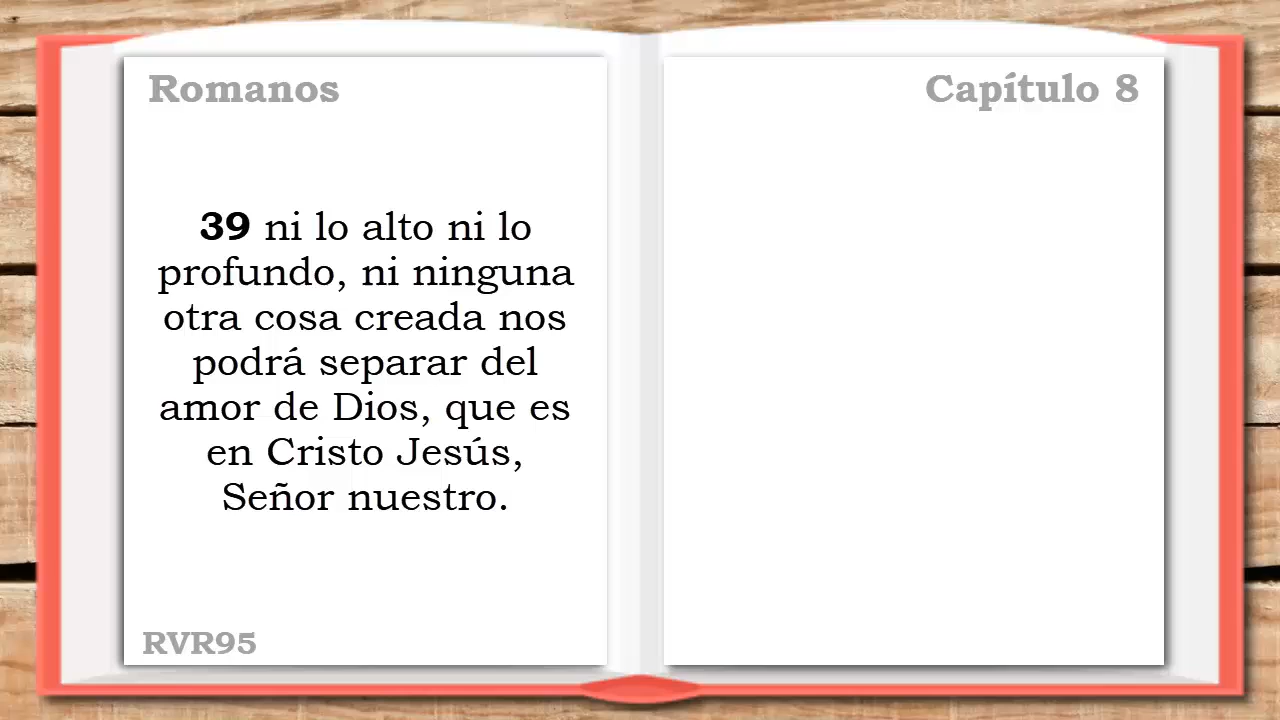 Romanos
39 ni lo alto ni lo
profundo, ni ninguna
otra cosa creada nos
podrá separar del
amor de Dios, que es
en Cristo Jesús,
Señor nuestro.
RVR95
Capítulo 8